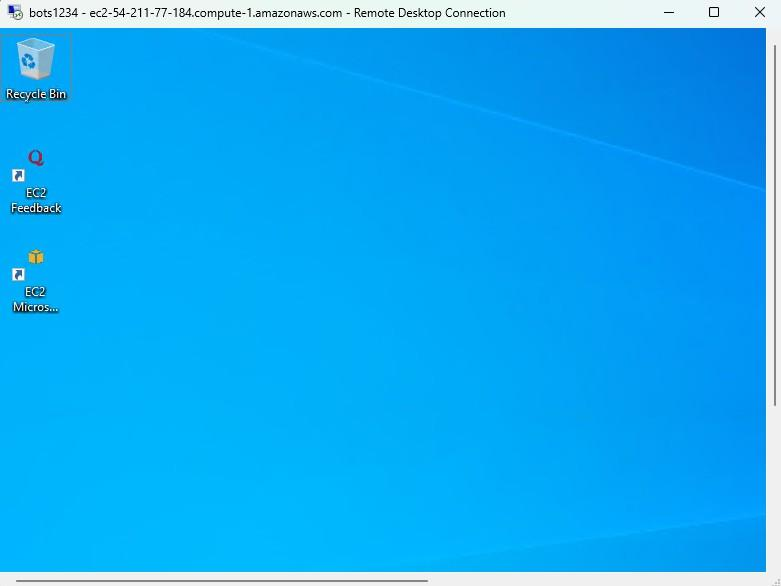 bots1234 - ec2-54-211-77-184.compute-1.amazonaws.com - Remote Desktop Connection
Recycle Bin
Q
EC2
Feedback
EC2
Micros...